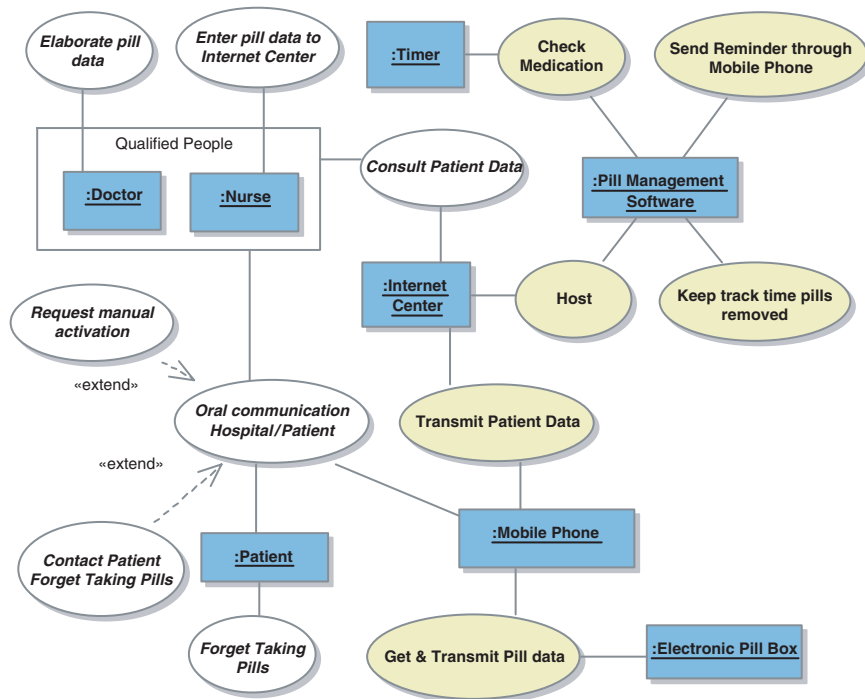 Elaborate pill
data
Enter pill data to
Internet Center
:Timer
Check
Medication
Send Reminder through
Mobile Phone
Qualified People
:Doctor
:Nurse
Consult Patient Data
:Pill Management
Software
:Internet
Center
Host
Keep track time pills
removed
Request manual
activation
«extend»
Oral communication
Hospital/Patient
Transmit Patient Data
«extend»
Contact Patient
Forget Taking Pills
:Patient
:Mobile Phone
Forget Taking
Pills
Get & Transmit Pill data
:Electronic Pill Box